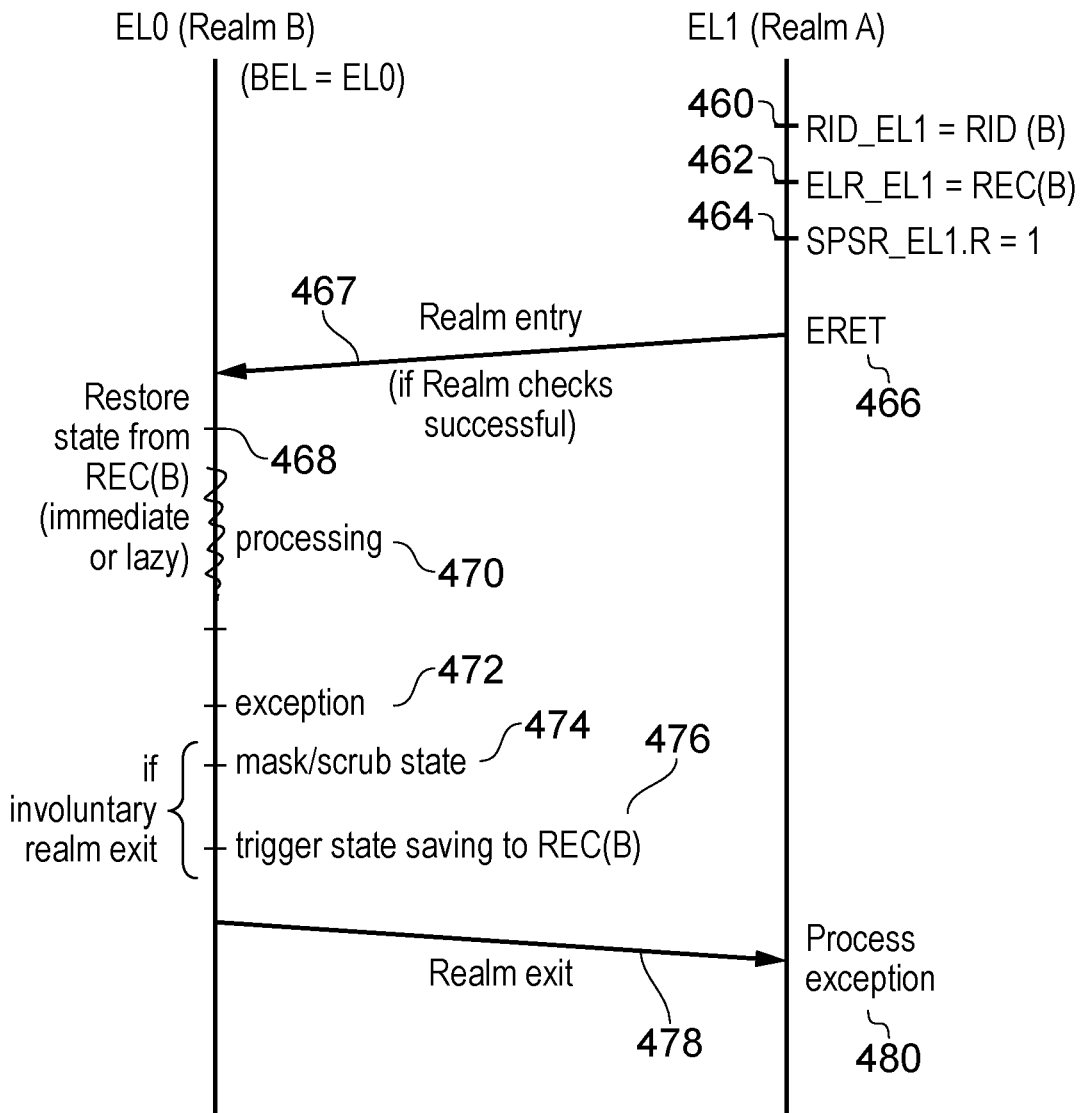 EL0 (Realm B)
EL1 (Realm A)
(BEL = EL0)
460
RID_EL1 = RID (B)
462
ELR_EL1 = REC(B)
464
SPSR_EL1.R = 1
467
Realm entry
ERET
(if Realm checks
successful)
466
Restore
state from
REC(B)
(immediate
or lazy)
468
processing
470
472
exception
474
476
mask/scrub state
if
involuntary
realm exit
trigger state saving to REC(B)
Process
exception
Realm exit
478
480